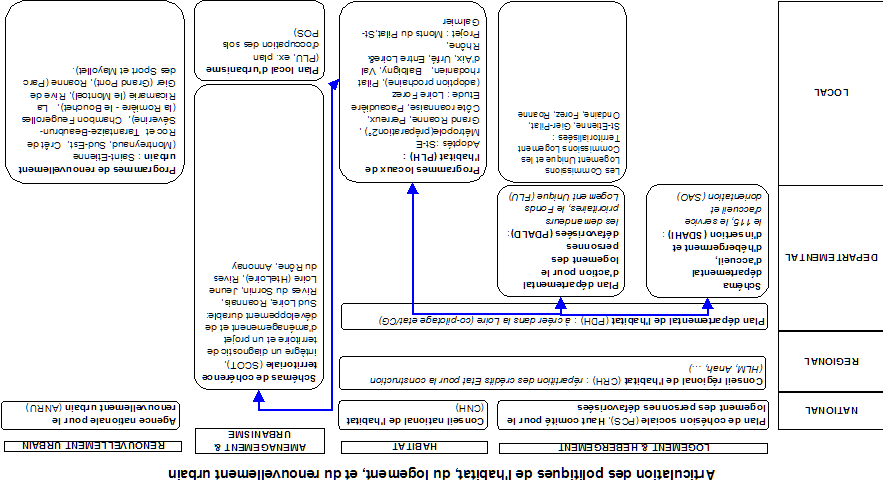 Articulation des politiques de l'habitat, du logement, et du renouvellement urbain
LOGEMENT & HEBERGEMENT
HABITAT
AMENAGEMENT &
URBANISME
RENOUVELLEMENT URBAIN
NATIONAL
Plan de cohésion sociale (PCS), Haut comité pour le
logement des personnes défavorisées
Conseil national de l'habitat
(CNH)
Agence nationale pour le
renouvellement urbain (ANRU)
REGIONAL
Conseil régional de l'habitat (CRH) : répartition des crédits Etat pour la construction
(HLM, Anah, ...)
Schémas de cohérence
territoriale (SCOT),
intègre un diagnostic de
territoire et un projet
d'aménagement et de
développement durable:
Sud Loire, Roannais,
Rives du Sornin, Jeune
Loire (HteLoire), Rives
du Rône, Annonay
DEPARTEMENTAL
Plan départemental de l'habitat (PDH) : à créer dans la Loire (co-pilotage etat/CG)
Schéma
départemental
d'accueil,
d'hébergement et
d'insertion (SDAHI) :
le 115, le service
d'accueil et
dorientation (SAO)
Plan départemental
d'action pour le
logement des
personnes
défavorisées (PDALD):
les demandeurs
prioritaires, le Fonds
Logement Unique (FLU)
LOCAL
Les Commissions
Logement Unique et les
Commissions Logement
Territorialisées :
St-Etienne, Gier-Pilat,
Ondaine, Forez, Roanne
Programmes locaux de
l'habitat (PLH) :
Adoptés :St-E
Métropole(préparation2°) ,
Grand Roanne, Perreux,
Côte roannaise, Pacaudière
Etude : Loire Forez
(adoption prochaine), Pilat
rhodanien, Balbigny, Val
d'Aix, Urfé, Entre Loire&
Rhône,
Projet : Monts du Pilat,St-
Galmier
Plan local d'urbanisme
(PLU, ex. plan
d'occupation des sols
POS)
Programmes de renouvellement
urbain : Saint-Etienne
(Montreynaud, Sud-Est, Crêt de
Roc et Tarantaize-Beaubrun-
Séverine), Chambon Feugerolles
(la Romière - le Bouchet), La
Ricamarie (le Montcel), Rive de
Gier (Grand Pont), Roanne (Parc
des Sport et Mayollet).